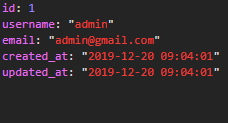 id: 1
username: "admin"
email: "admin@gmail.com"
created_at: "2019-12-20 09:04:01"
updated_at: "2019-12-20 09:04:01"